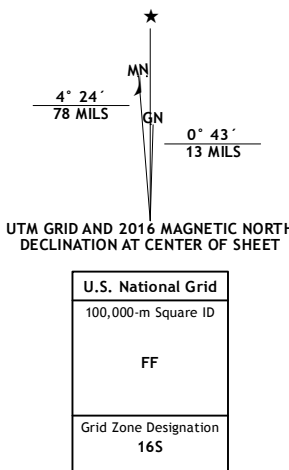 ★
MN
4° 24´
78 MILS
GN
0° 43´
13 MILS
UTM GRID AND 2016 MAGNETIC NORTH
DECLINATION AT CENTER OF SHEET
U.S. National Grid
100,000-m Square ID
FF
Grid Zone Designation
16S